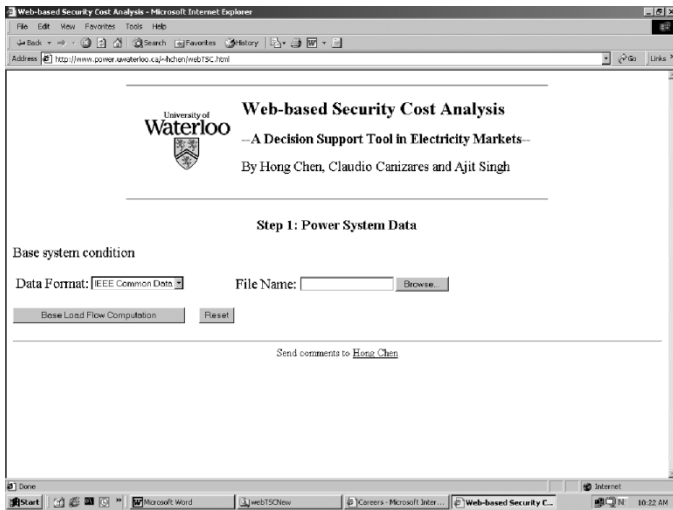 Web-based Security Cost Analysis - Microsoft Internet Explorer
File Edit View Favorites Tools Help
Back Search Favorites History
Address http://www.power.uwaterloo.ca/~hchen/webTSC.html Go Links
University of
Waterloo
Web-based Security Cost Analysis
--A Decision Support Tool in Electricity Markets--
By Hong Chen, Claudio Canizares and Ajit Singh
Step 1: Power System Data
Base system condition
Data Format: IEEE Common Data File Name: Browse...
Base Load Flow Computation Reset
Send comments to Hong Chen
Done Internet
Start Microsoft Word webTSCNew Careers - Microsoft Inter... Web-based Security C... 10:22 AM